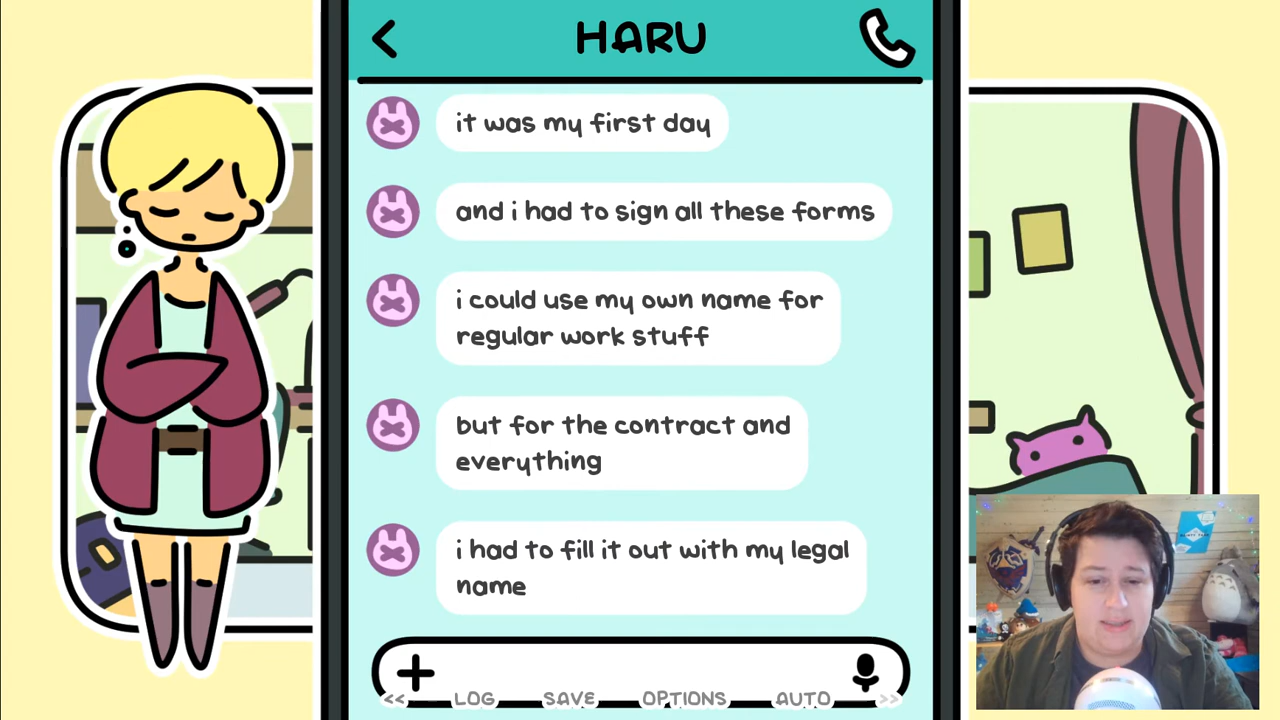 HARU
it was my first day
and i had to sign all these forms
i could use my own name for
regular work stuff
but for the contract and
everything
i had to fill it out with my legal
name
<< LOG SAVE OPTIONS AUTO >>